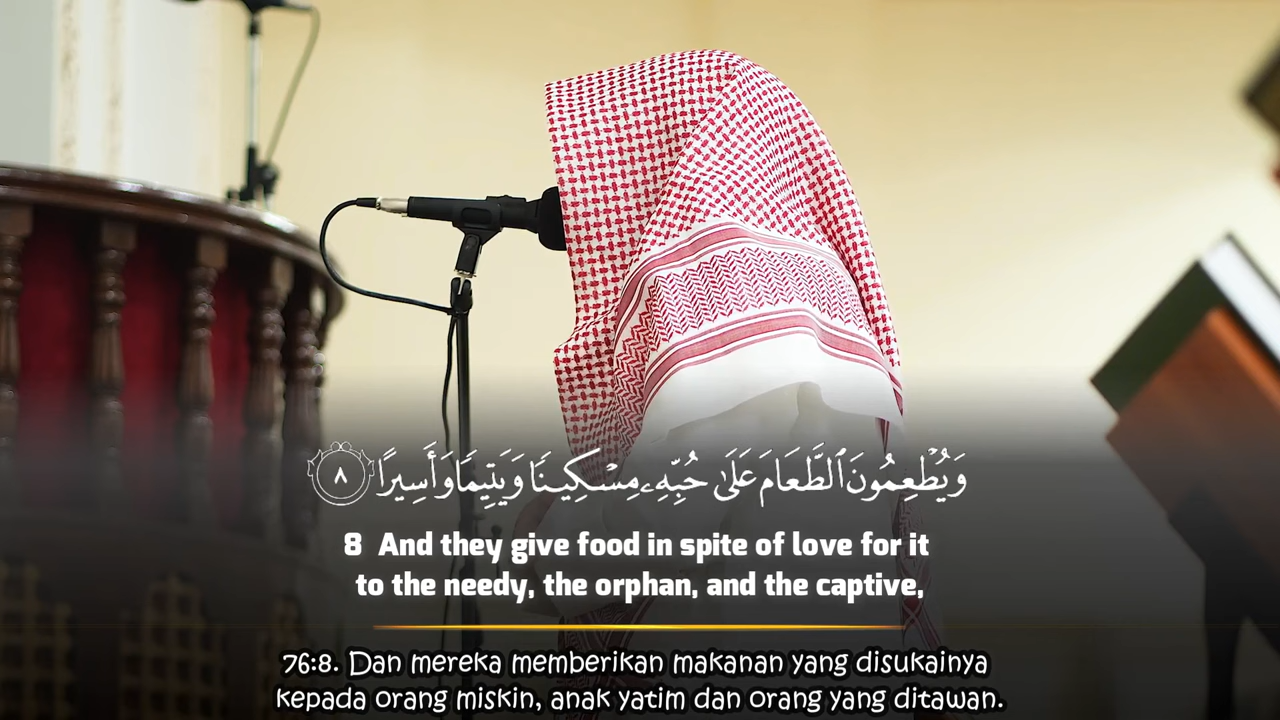 وَيُطْعِمُونَ ٱلطَّعَامَ عَلَىٰ حُبِّهِۦ مِسْكِينًا وَيَتِيمًا وَأَسِيرًا ٨
8 And they give food in spite of love for it
to the needy, the orphan, and the captive,
76:8. Dan mereka memberikan makanan yang disukainya
kepada orang miskin, anak yatim dan orang yang ditawan.